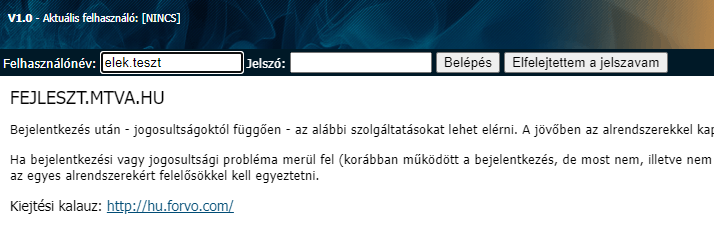 V1.0 - Aktuális felhasználó: [NINCS]
Felhasználónév: elek.teszt Jelszó: Belépés Elfelejtettem a jelszavam
FEJLESZT.MTVA.HU
Bejelentkezés után - jogosultságoktól függően - az alábbi szolgáltatásokat lehet elérni. A jövőben az alrendszerekkel kap
Ha bejelentkezési vagy jogosultsági probléma merül fel (korábban működött a bejelentkezés, de most nem, illetve nem
az egyes alrendszerekért felelősökkel kell egyeztetni.
Kiejtési kalauz: http://hu.forvo.com/